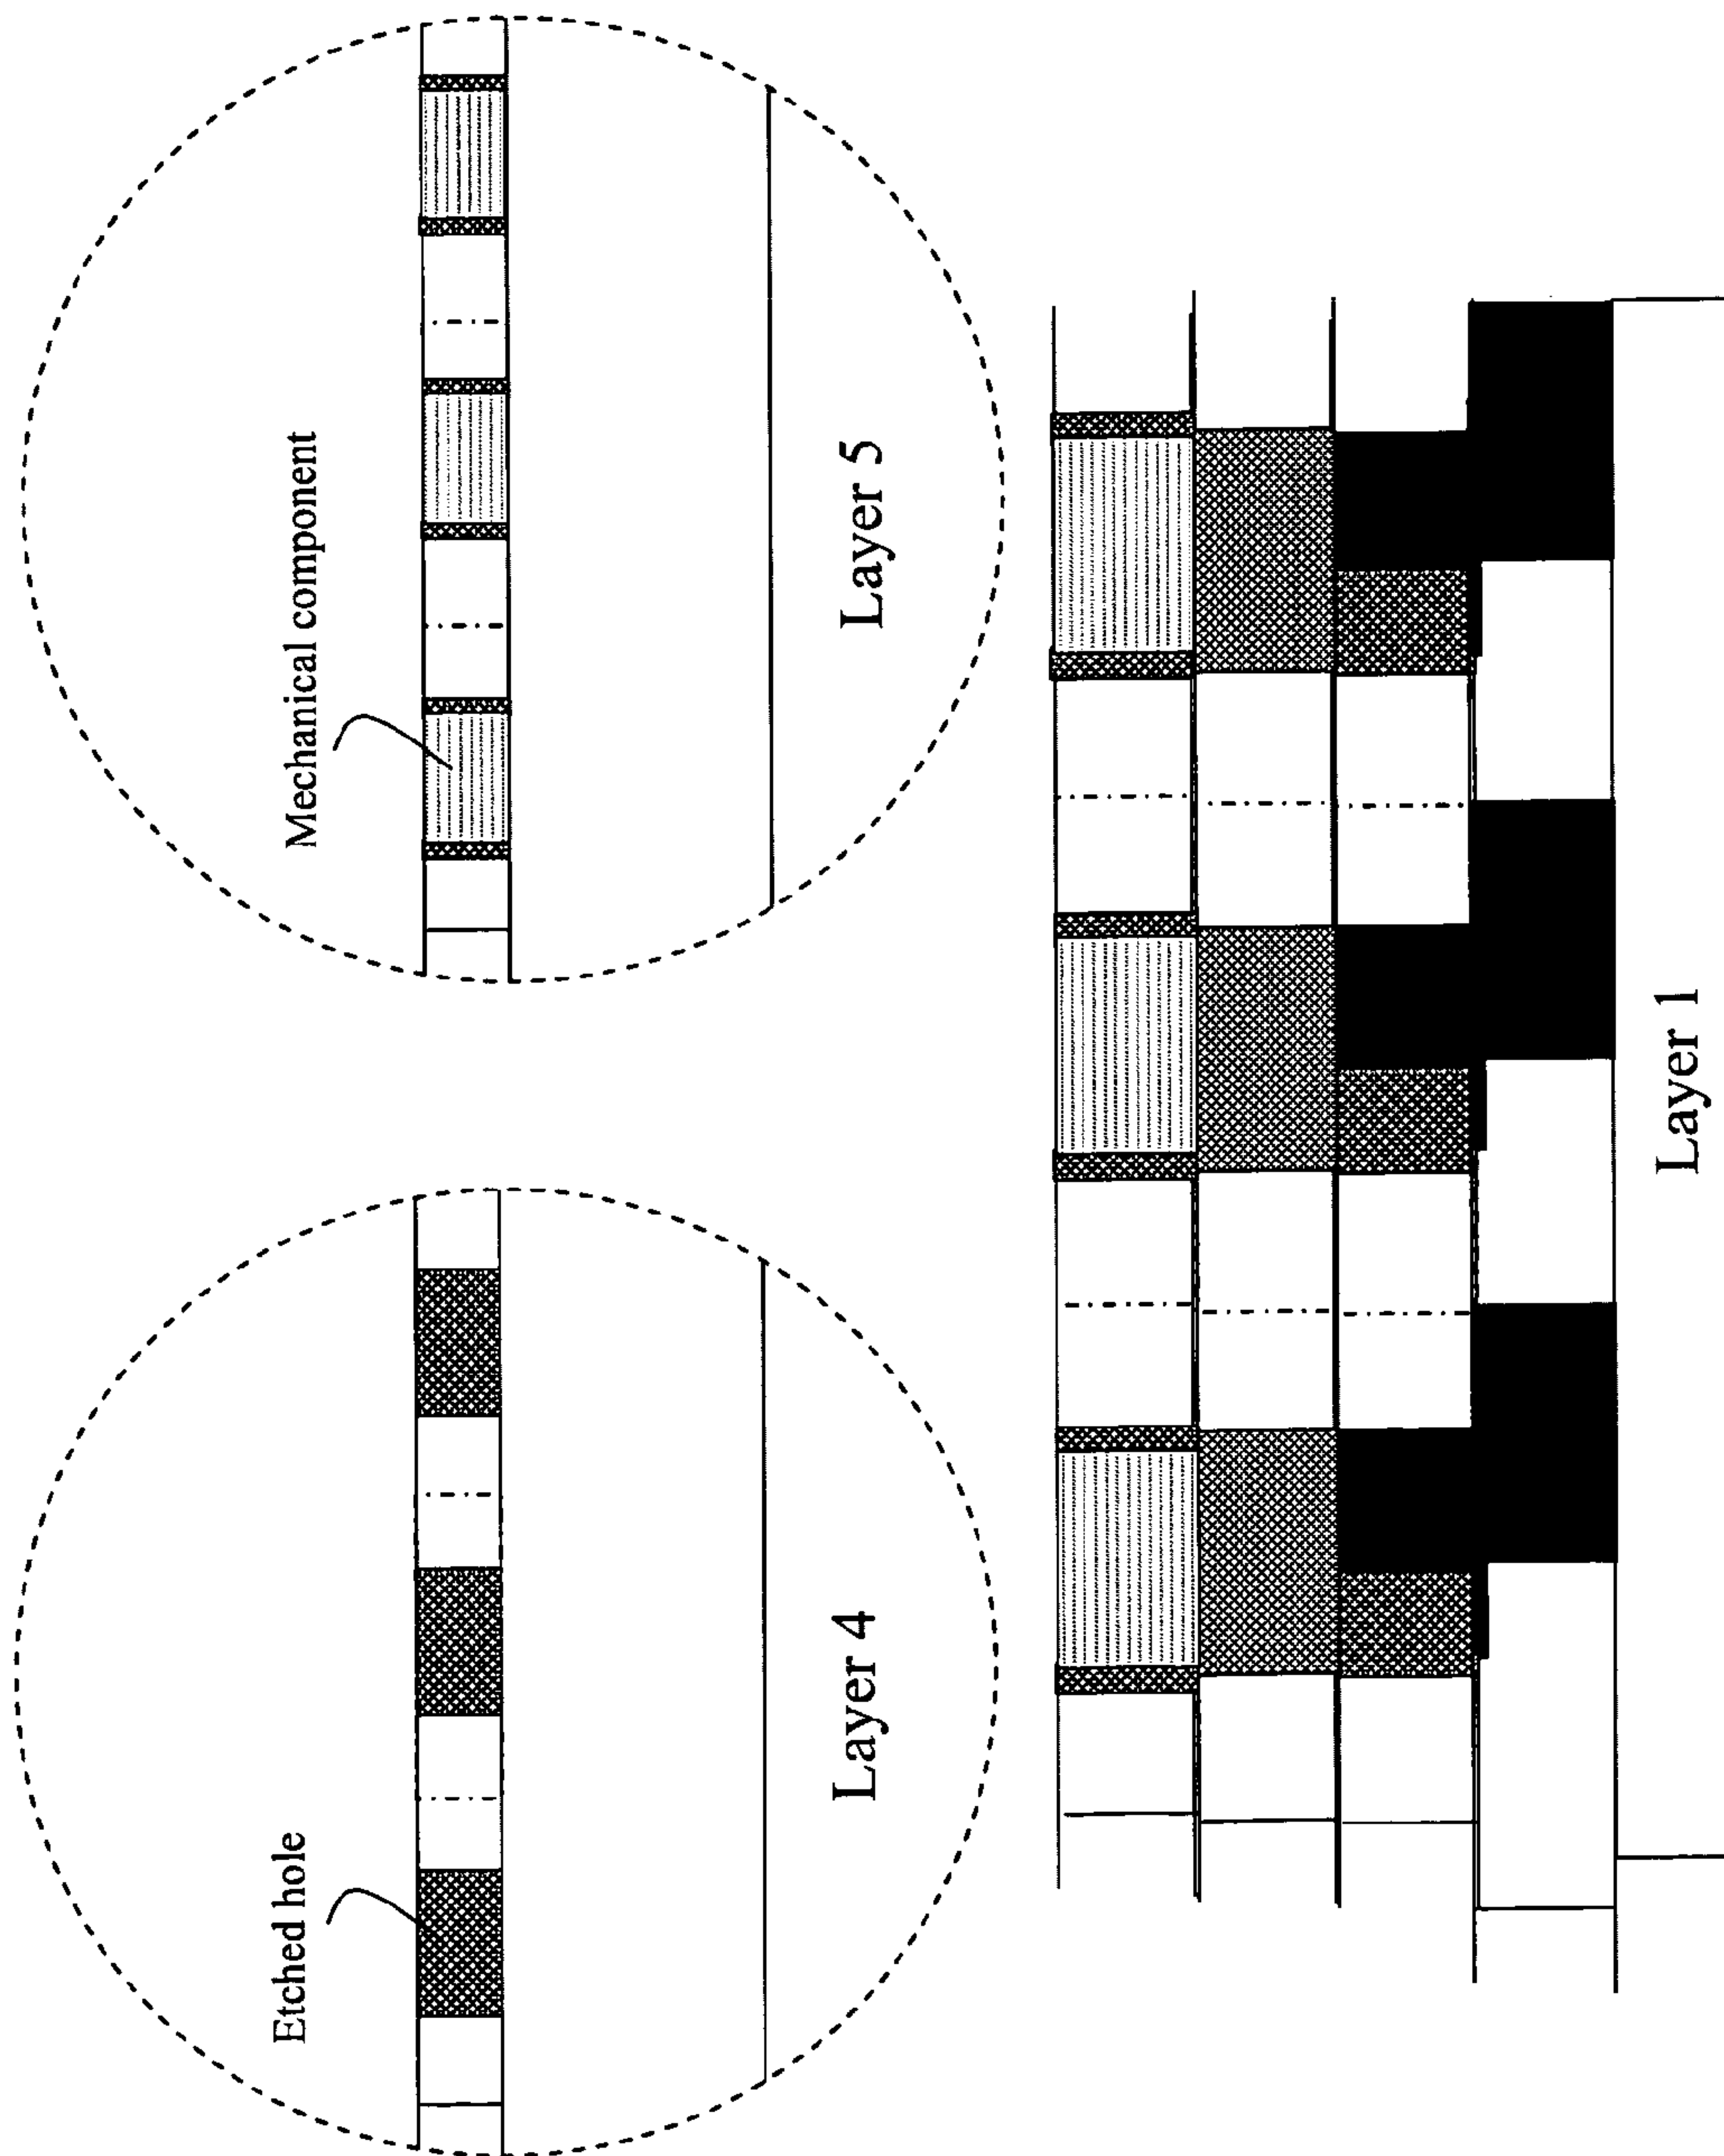 Etched hole
Layer 4
Mechanical component
Layer 5
Layer 1